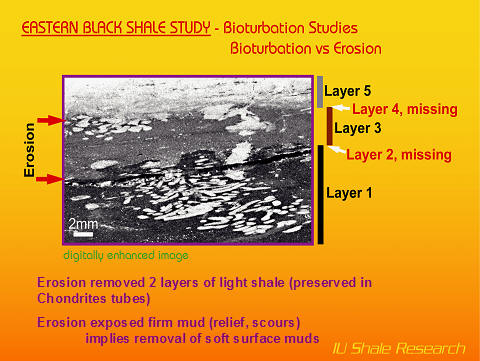 EASTERN BLACK SHALE STUDY - Bioturbation Studies
Bioturbation vs Erosion
Layer 5
Layer 4, missing
Layer 3
Layer 2, missing
Layer 1
Erosion
2mm
digitally enhanced image
Erosion removed 2 layers of light shale (preserved in
Chondrites tubes)
Erosion exposed firm mud (relief, scours)
implies removal of soft surface muds
IU Shale Research